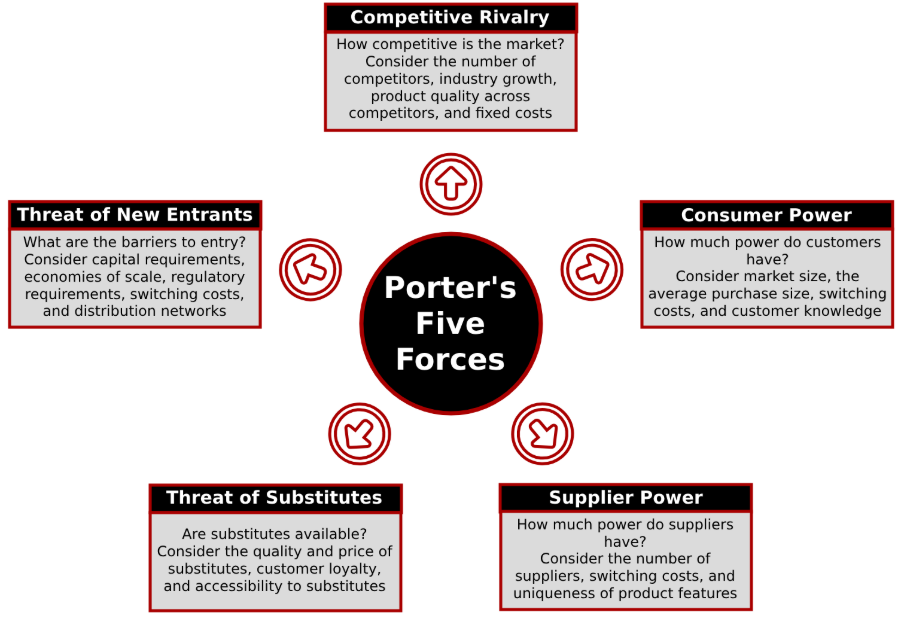 Competitive Rivalry
How competitive is the market?
Consider the number of
competitors, industry growth,
product quality across
competitors, and fixed costs
Threat of New Entrants
What are the barriers to entry?
Consider capital requirements,
economies of scale, regulatory
requirements, switching costs,
and distribution networks
Consumer Power
How much power do customers
have?
Consider market size, the
average purchase size, switching
costs, and customer knowledge
Porter's
Five
Forces
Threat of Substitutes
Are substitutes available?
Consider the quality and price of
substitutes, customer loyalty,
and accessibility to substitutes
Supplier Power
How much power do suppliers
have?
Consider the number of
suppliers, switching costs, and
uniqueness of product features